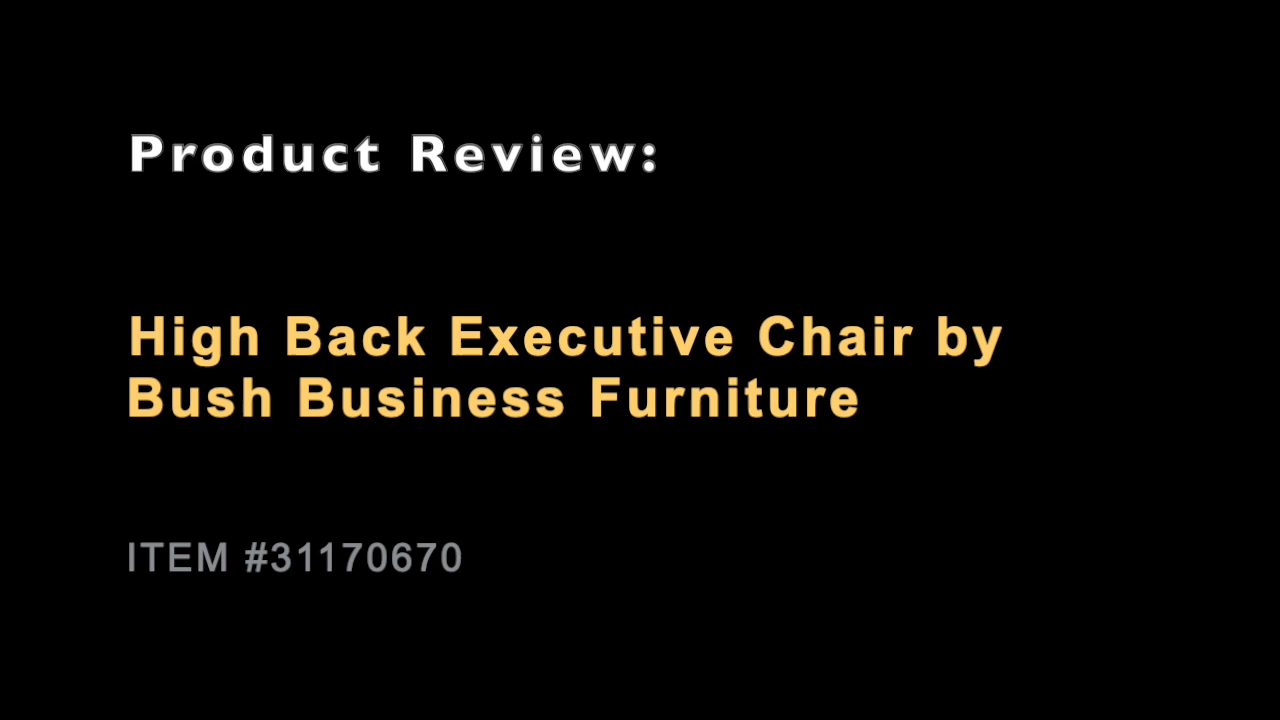 Product Review:
High Back Executive Chair by
Bush Business Furniture
ITEM #31170670